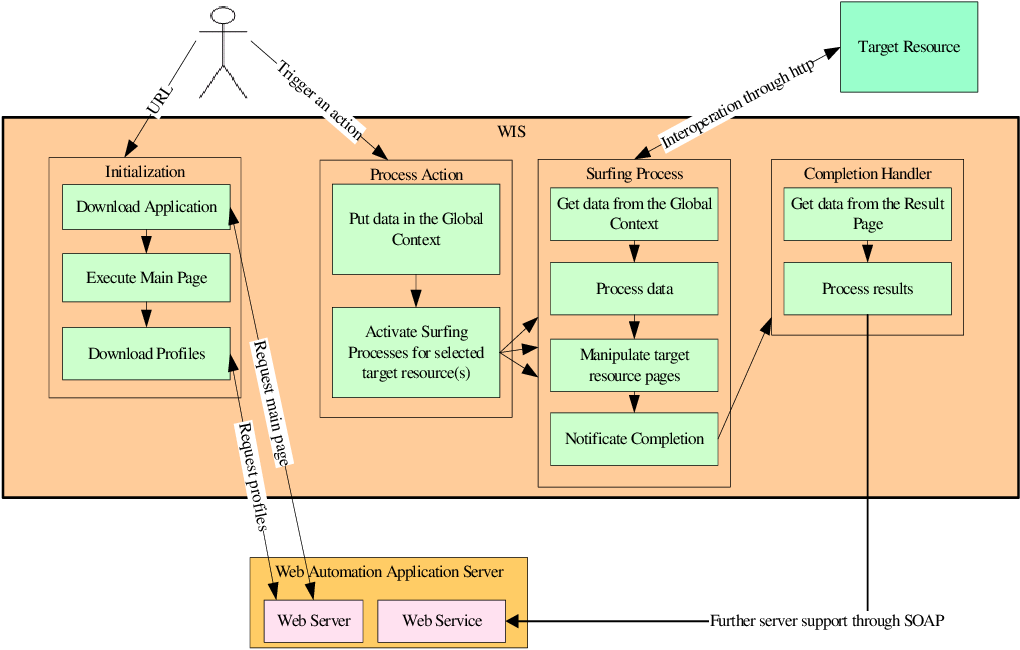 Target Resource
URL
Trigger an action
Interoperation through http
WIS
Initialization
Download Application
Execute Main Page
Download Profiles
Process Action
Put data in the Global
Context
Activate Surfing
Processes for selected
target resource(s)
Surfing Process
Get data from the Global
Context
Process data
Manipulate target
resource pages
Notificate Completion
Completion Handler
Get data from the Result
Page
Process results
Request main page
Request profiles
Web Automation Application Server
Web Server
Web Service
Further server support through SOAP